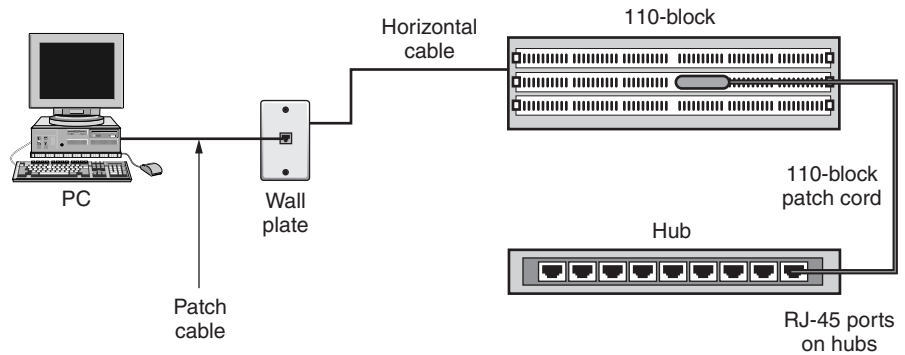 110-block
Horizontal
cable
PC
Wall
plate
110-block
patch cord
Hub
Patch
cable
RJ-45 ports
on hubs